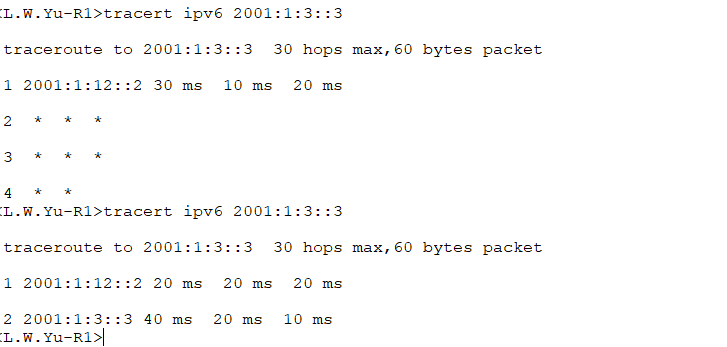 L.W.Yu-R1>tracert ipv6 2001:1:3::3
traceroute to 2001:1:3::3  30 hops max,60 bytes packet
1 2001:1:12::2 30 ms  10 ms  20 ms
2  *  *  *
3  *  *  *
4  *  *
L.W.Yu-R1>tracert ipv6 2001:1:3::3
traceroute to 2001:1:3::3  30 hops max,60 bytes packet
1 2001:1:12::2 20 ms  20 ms  20 ms
2 2001:1:3::3 40 ms  20 ms  10 ms
L.W.Yu-R1>